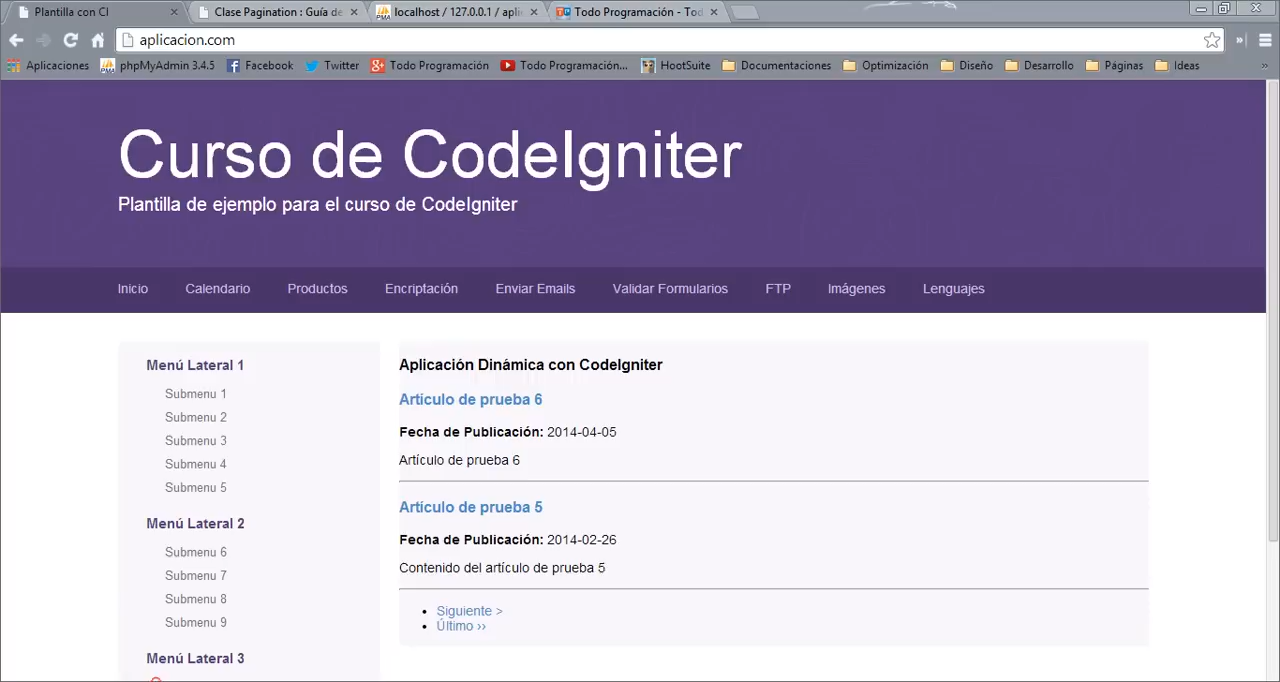 Plantilla con CI
Clase Pagination : Guía de
localhost / 127.0.0.1 / apli
Todo Programación - Tod
aplicacion.com
Aplicaciones
phpMyAdmin 3.4.5
Facebook
Twitter
Todo Programación
Todo Programación...
HootSuite
Documentaciones
Optimización
Diseño
Desarrollo
Páginas
Ideas
»
Curso de CodeIgniter
Plantilla de ejemplo para el curso de CodeIgniter
Inicio
Calendario
Productos
Encriptación
Enviar Emails
Validar Formularios
FTP
Imágenes
Lenguajes
Menú Lateral 1
Submenu 1
Submenu 2
Submenu 3
Submenu 4
Submenu 5
Menú Lateral 2
Submenu 6
Submenu 7
Submenu 8
Submenu 9
Menú Lateral 3
Aplicación Dinámica con CodeIgniter
Artículo de prueba 6
Fecha de Publicación: 2014-04-05
Artículo de prueba 6
Artículo de prueba 5
Fecha de Publicación: 2014-02-26
Contenido del artículo de prueba 5
Siguiente >
Último ››